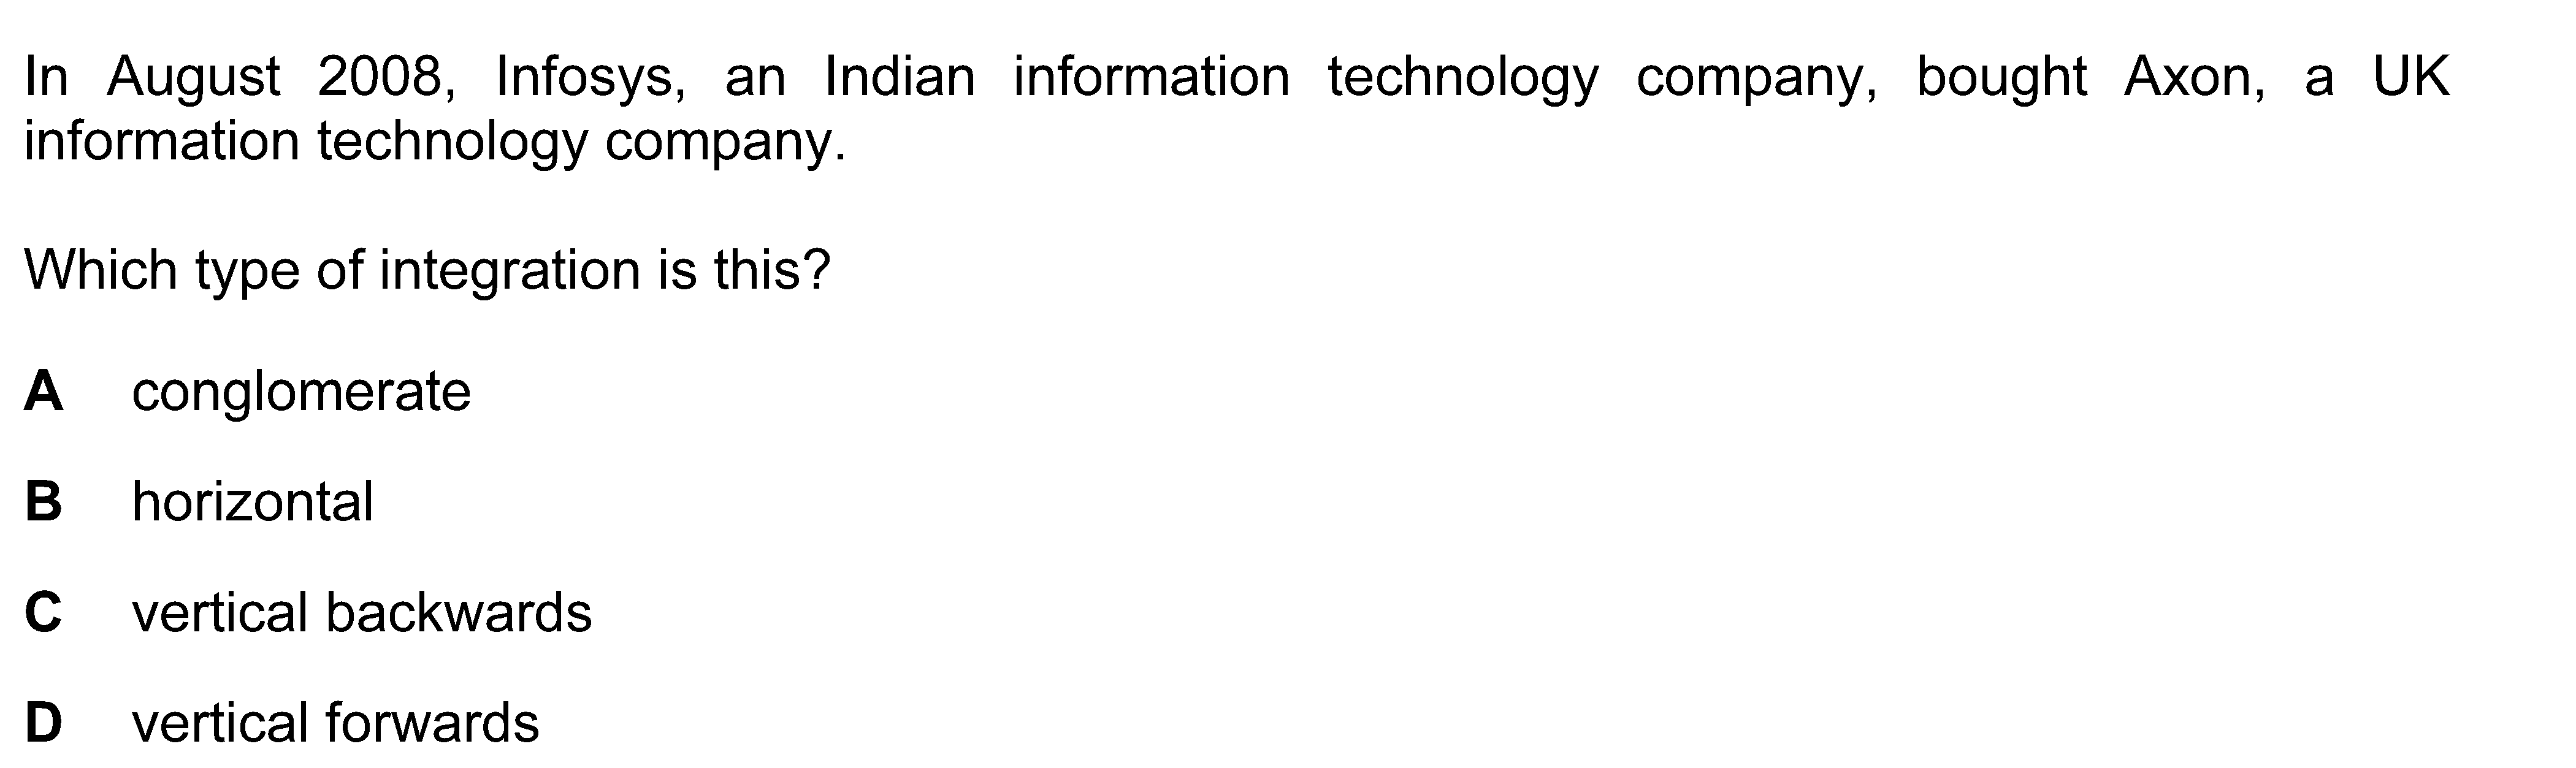 In August 2008, Infosys, an Indian information technology company, bought Axon, a UK
information technology company.
Which type of integration is this?
A conglomerate
B horizontal
C vertical backwards
D vertical forwards